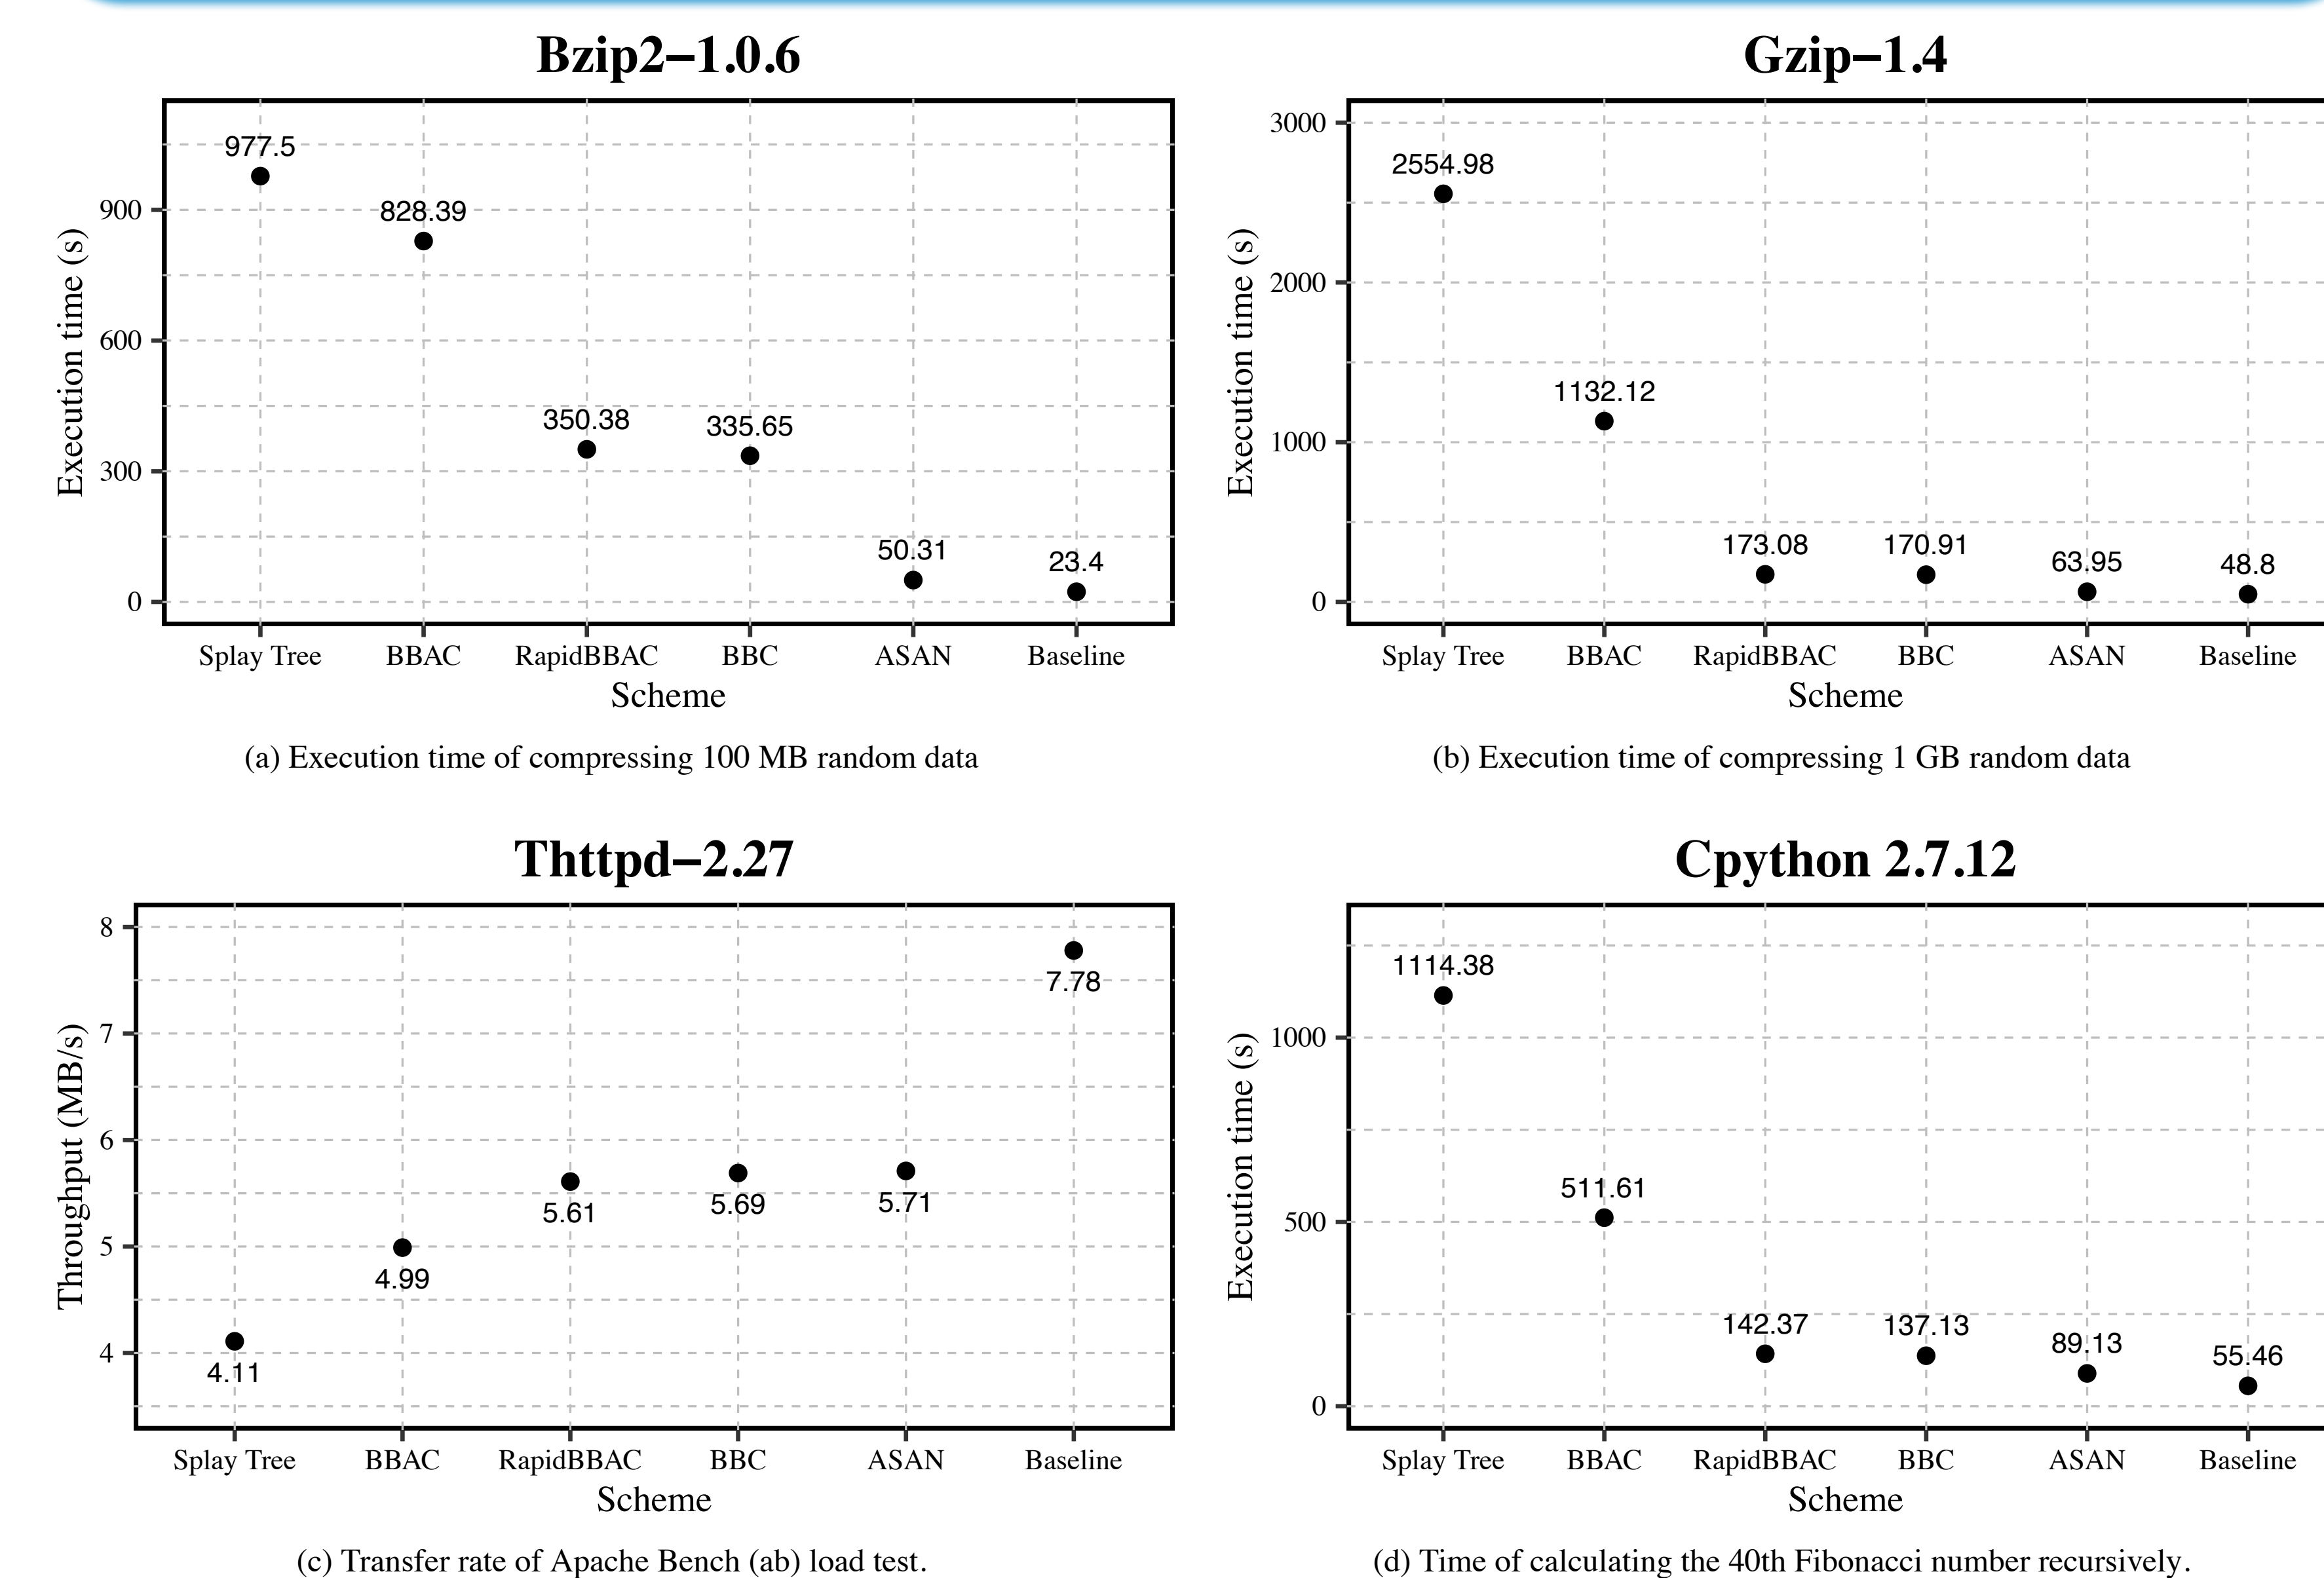 Bzip2–1.0.6
977.5
828.39
350.38
335.65
50.31
23.4
900
600
300
0
Execution time (s)
Splay Tree BBAC RapidBBAC BBC ASAN Baseline
Scheme
(a) Execution time of compressing 100 MB random data
Gzip–1.4
2554.98
1132.12
173.08
170.91
63.95
48.8
3000
2000
1000
0
Execution time (s)
Splay Tree BBAC RapidBBAC BBC ASAN Baseline
Scheme
(b) Execution time of compressing 1 GB random data
Thttpd–2.27
8
7
6
5
4
Throughput (MB/s)
4.11
4.99
5.61
5.69
5.71
7.78
Splay Tree BBAC RapidBBAC BBC ASAN Baseline
Scheme
(c) Transfer rate of Apache Bench (ab) load test.
Cpython 2.7.12
1114.38
511.61
142.37
137.13
89.13
55.46
1000
500
0
Execution time (s)
Splay Tree BBAC RapidBBAC BBC ASAN Baseline
Scheme
(d) Time of calculating the 40th Fibonacci number recursively.